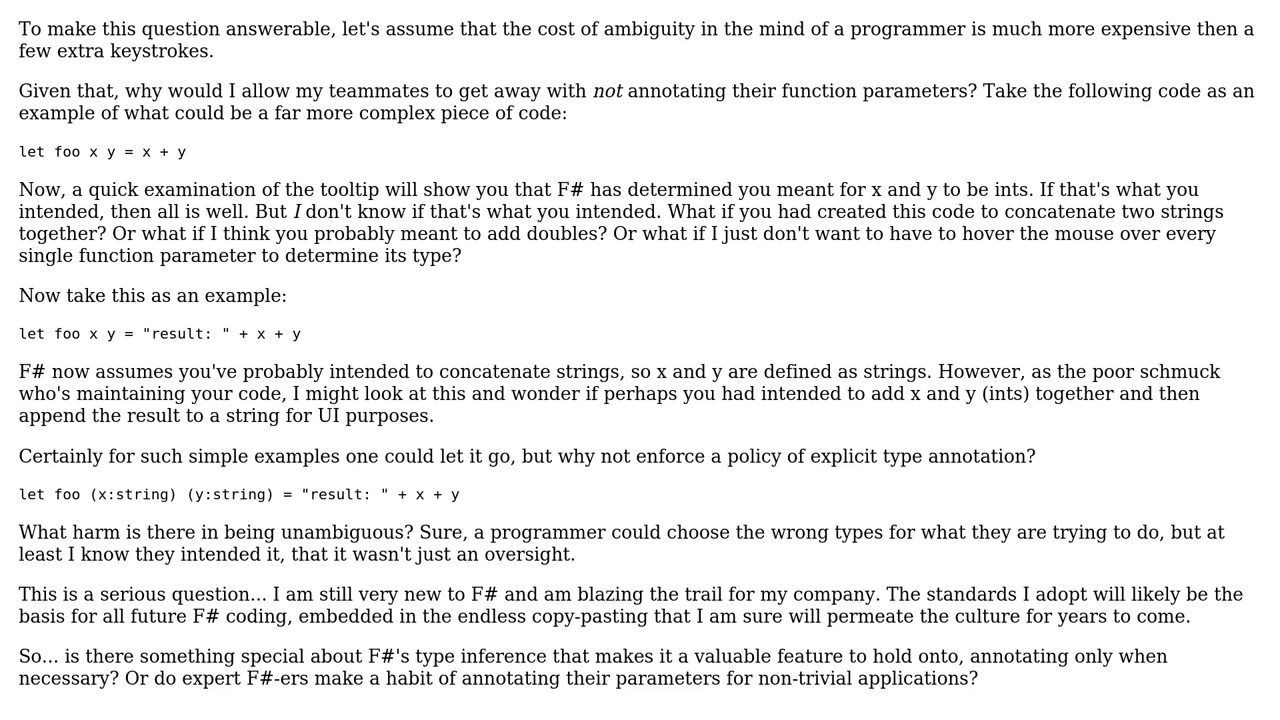 To make this question answerable, let's assume that the cost of ambiguity in the mind of a programmer is much more expensive then a
few extra keystrokes.
Given that, why would I allow my teammates to get away with not annotating their function parameters? Take the following code as an
example of what could be a far more complex piece of code:
let foo x y = x + y
Now, a quick examination of the tooltip will show you that F# has determined you meant for x and y to be ints. If that's what you
intended, then all is well. But I don't know if that's what you intended. What if you had created this code to concatenate two strings
together? Or what if I think you probably meant to add doubles? Or what if I just don't want to have to hover the mouse over every
single function parameter to determine its type?
Now take this as an example:
let foo x y = "result: " + x + y
F# now assumes you've probably intended to concatenate strings, so x and y are defined as strings. However, as the poor schmuck
who's maintaining your code, I might look at this and wonder if perhaps you had intended to add x and y (ints) together and then
append the result to a string for UI purposes.
Certainly for such simple examples one could let it go, but why not enforce a policy of explicit type annotation?
let foo (x:string) (y:string) = "result: " + x + y
What harm is there in being unambiguous? Sure, a programmer could choose the wrong types for what they are trying to do, but at
least I know they intended it, that it wasn't just an oversight.
This is a serious question... I am still very new to F# and am blazing the trail for my company. The standards I adopt will likely be the
basis for all future F# coding, embedded in the endless copy-pasting that I am sure will permeate the culture for years to come.
So... is there something special about F#'s type inference that makes it a valuable feature to hold onto, annotating only when
necessary? Or do expert F#-ers make a habit of annotating their parameters for non-trivial applications?